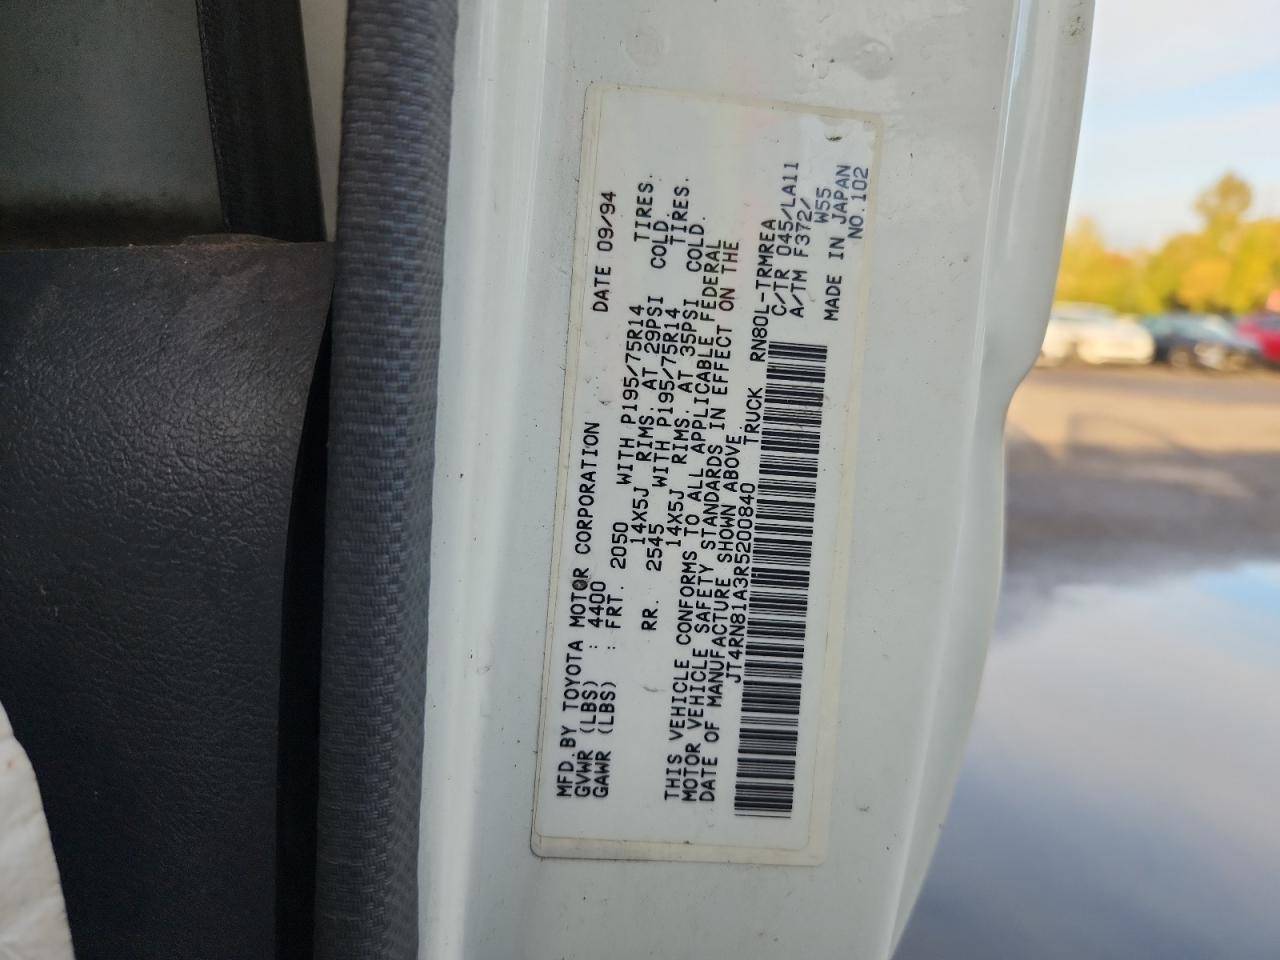 MFD.BY TOYOTA MOTOR CORPORATION DATE 09/94
GVWR (LBS) : 4400
GAWR (LBS) : FRT. 2050 WITH P195/75R14 TIRES.
14X5J RIMS. AT 29PSI COLD
RR. 2545 WITH P195/75R14 TIRES.
14X5J RIMS. AT 35PSI COLD.
THIS VEHICLE CONFORMS TO ALL APPLICABLE FEDERAL
MOTOR VEHICLE SAFETY STANDARDS IN EFFECT ON THE
DATE OF MANUFACTURE SHOWN ABOVE
JT4RN81A3R5200840 TRUCK RN80L-TRMREA
C/TR 045/LA11
A/TM F372/
W55
MADE IN JAPAN
NO.102